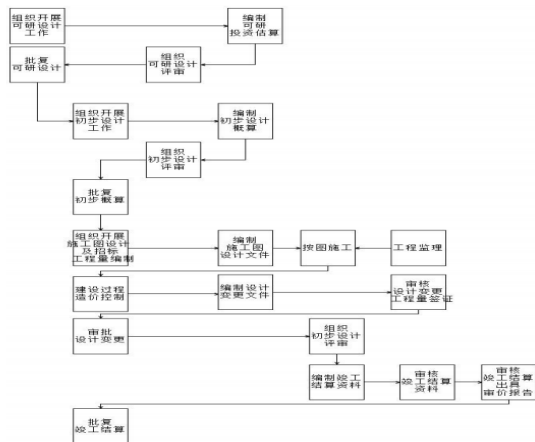 组织开展
可研设计
工作
编制
可研
投资估算
批复
可研设计
组织
可研设计
评审
组织开展
初步设计
工作
编制
初步设计
概算
组织
初步设计
评审
批复
初步概算
组织开展
施工图设计
及招标
工程量编制
编制
施工图
设计文件
按图施工
工程监理
建设过程
造价控制
编制设计
变更文件
审核
设计变更
工程量签证
审批
设计变更
组织
初步设计
评审
编制竣工
结算资料
审核
竣工结算
资料
审核
竣工结算
出具
审价报告
批复
竣工结算